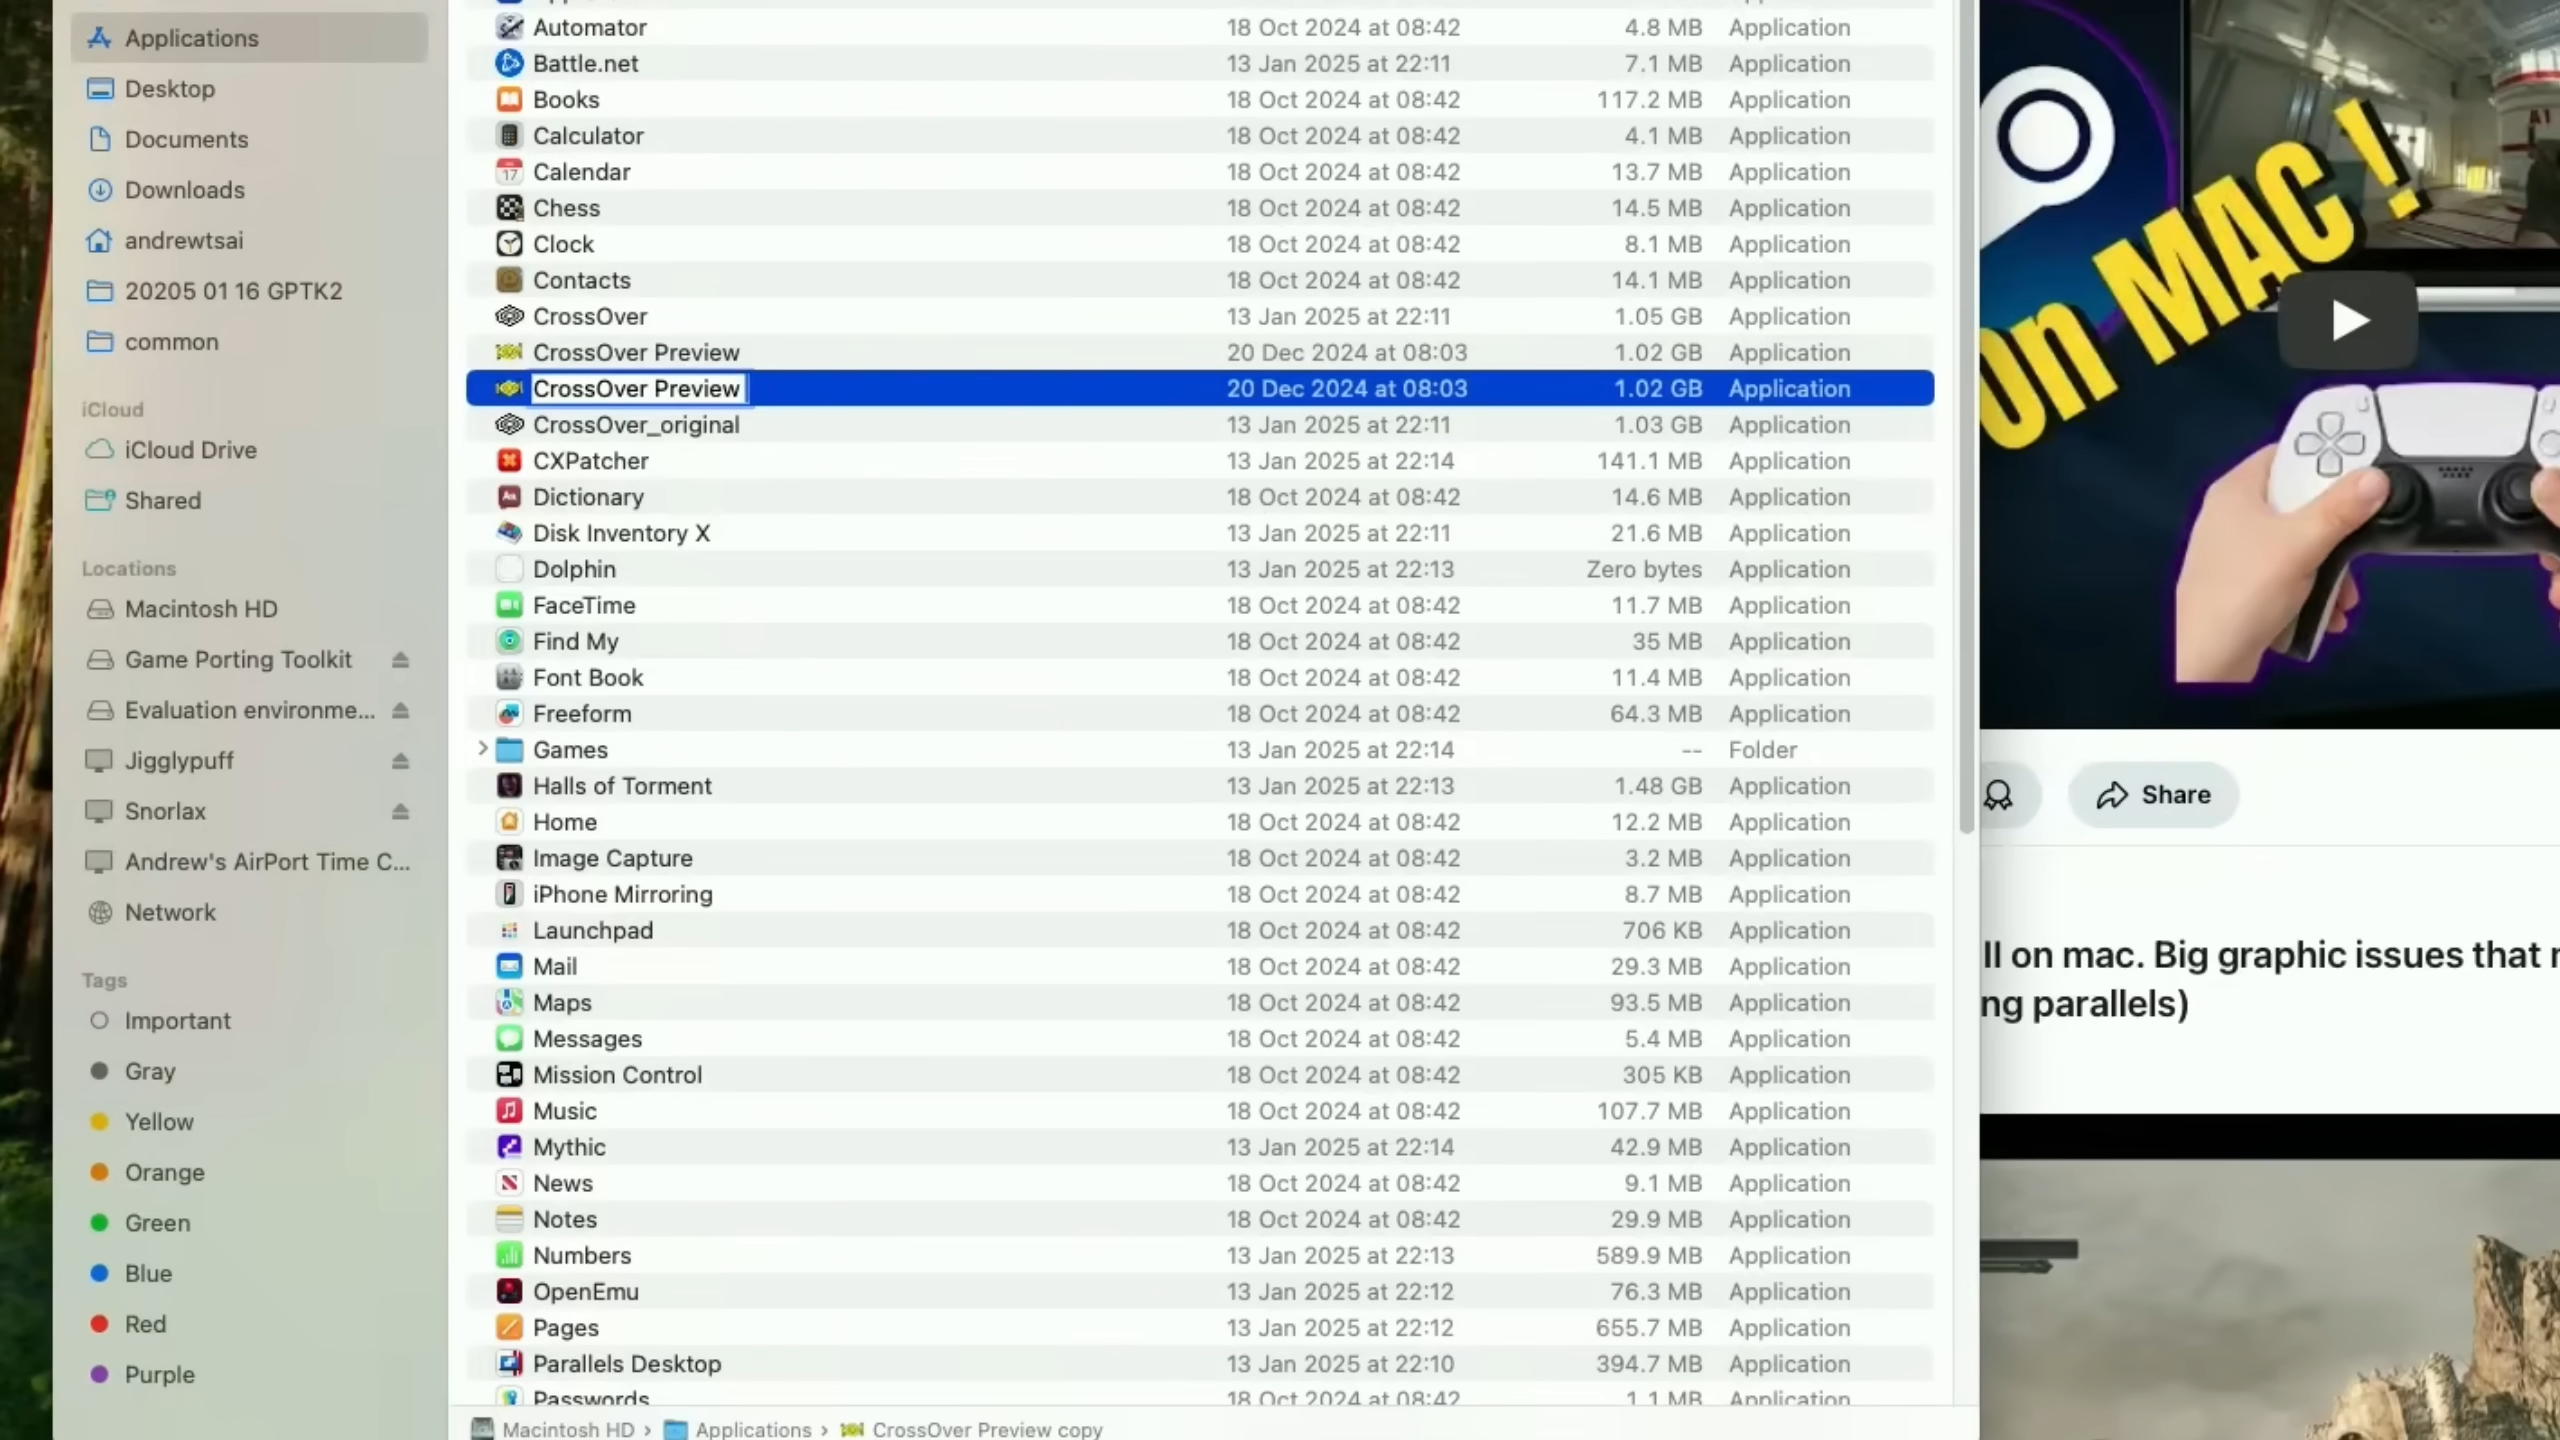 Applications
Desktop
Documents
Downloads
andrewtsai
20205 01 16 GPTK2
common
iCloud
iCloud Drive
Shared
Locations
Macintosh HD
Game Porting Toolkit
Evaluation environme...
Jigglypuff
Snorlax
Andrew's AirPort Time C...
Network
Tags
Important
Gray
Yellow
Orange
Green
Blue
Red
Purple
Automator 18 Oct 2024 at 08:42 4.8 MB Application
Battle.net 13 Jan 2025 at 22:11 7.1 MB Application
Books 18 Oct 2024 at 08:42 117.2 MB Application
Calculator 18 Oct 2024 at 08:42 4.1 MB Application
Calendar 18 Oct 2024 at 08:42 13.7 MB Application
Chess 18 Oct 2024 at 08:42 14.5 MB Application
Clock 18 Oct 2024 at 08:42 8.1 MB Application
Contacts 18 Oct 2024 at 08:42 14.1 MB Application
CrossOver 13 Jan 2025 at 22:11 1.05 GB Application
CrossOver Preview 20 Dec 2024 at 08:03 1.02 GB Application
CrossOver Preview 20 Dec 2024 at 08:03 1.02 GB Application
CrossOver_original 13 Jan 2025 at 22:11 1.03 GB Application
CXPatcher 13 Jan 2025 at 22:14 141.1 MB Application
Dictionary 18 Oct 2024 at 08:42 14.6 MB Application
Disk Inventory X 13 Jan 2025 at 22:11 21.6 MB Application
Dolphin 13 Jan 2025 at 22:13 Zero bytes Application
FaceTime 18 Oct 2024 at 08:42 11.7 MB Application
Find My 18 Oct 2024 at 08:42 35 MB Application
Font Book 18 Oct 2024 at 08:42 11.4 MB Application
Freeform 18 Oct 2024 at 08:42 64.3 MB Application
Games 13 Jan 2025 at 22:14 -- Folder
Halls of Torment 13 Jan 2025 at 22:13 1.48 GB Application
Home 18 Oct 2024 at 08:42 12.2 MB Application
Image Capture 18 Oct 2024 at 08:42 3.2 MB Application
iPhone Mirroring 18 Oct 2024 at 08:42 8.7 MB Application
Launchpad 18 Oct 2024 at 08:42 706 KB Application
Mail 18 Oct 2024 at 08:42 29.3 MB Application
Maps 18 Oct 2024 at 08:42 93.5 MB Application
Messages 18 Oct 2024 at 08:42 5.4 MB Application
Mission Control 18 Oct 2024 at 08:42 305 KB Application
Music 18 Oct 2024 at 08:42 107.7 MB Application
Mythic 13 Jan 2025 at 22:14 42.9 MB Application
News 18 Oct 2024 at 08:42 9.1 MB Application
Notes 18 Oct 2024 at 08:42 29.9 MB Application
Numbers 13 Jan 2025 at 22:13 589.9 MB Application
OpenEmu 13 Jan 2025 at 22:12 76.3 MB Application
Pages 13 Jan 2025 at 22:12 655.7 MB Application
Parallels Desktop 13 Jan 2025 at 22:10 394.7 MB Application
Passwords 18 Oct 2024 at 08:42 1.1 MB Application
Macintosh HD › Applications › CrossOver Preview copy
A1
on MAC !
Share
ll on mac. Big graphic issues that
ng parallels)